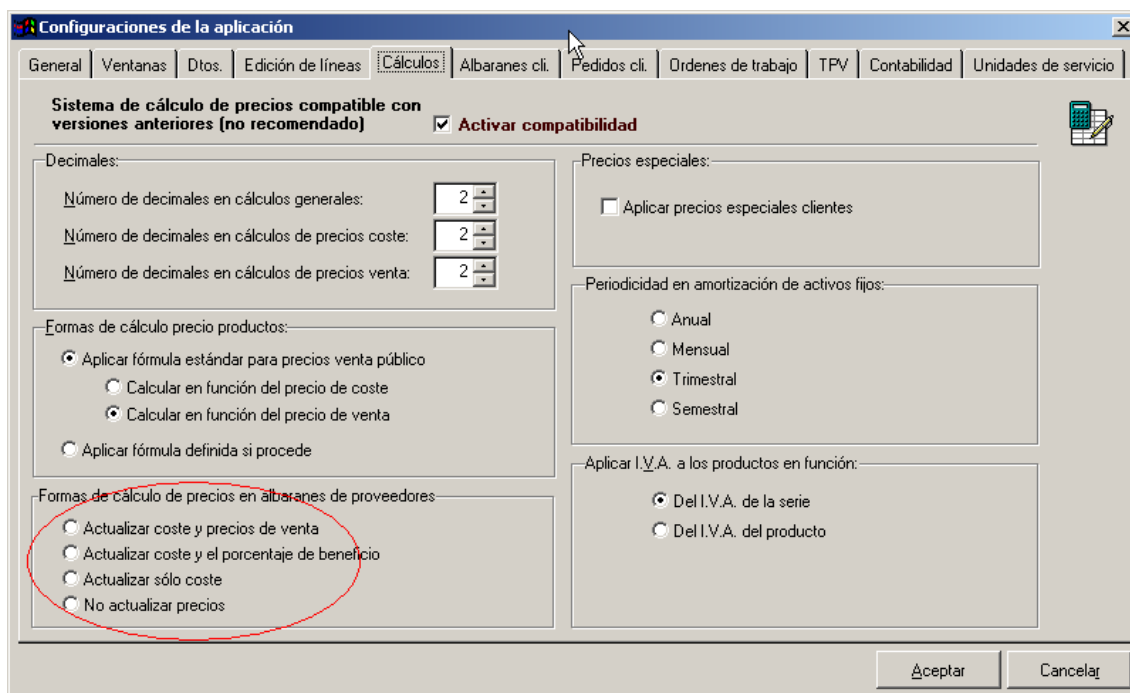 Configuraciones de la aplicación
General Ventanas Dtos. Edición de líneas Cálculos Albaranes cli. Pedidos cli. Ordenes de trabajo TPV Contabilidad Unidades de servicio
Sistema de cálculo de precios compatible con
versiones anteriores (no recomendado)
Activar compatibilidad
Decimales:
Número de decimales en cálculos generales: 2
Número de decimales en cálculos de precios coste: 2
Número de decimales en cálculos de precios venta: 2
Formas de cálculo precio productos:
Aplicar fórmula estándar para precios venta público
Calcular en función del precio de coste
Calcular en función del precio de venta
Aplicar fórmula definida si procede
Formas de cálculo de precios en albaranes de proveedores
Actualizar coste y precios de venta
Actualizar coste y el porcentaje de beneficio
Actualizar sólo coste
No actualizar precios
Precios especiales:
Aplicar precios especiales clientes
Periodicidad en amortización de activos fijos:
Anual
Mensual
Trimestral
Semestral
Aplicar I.V.A. a los productos en función:
Del I.V.A. de la serie
Del I.V.A. del producto
Aceptar Cancelar